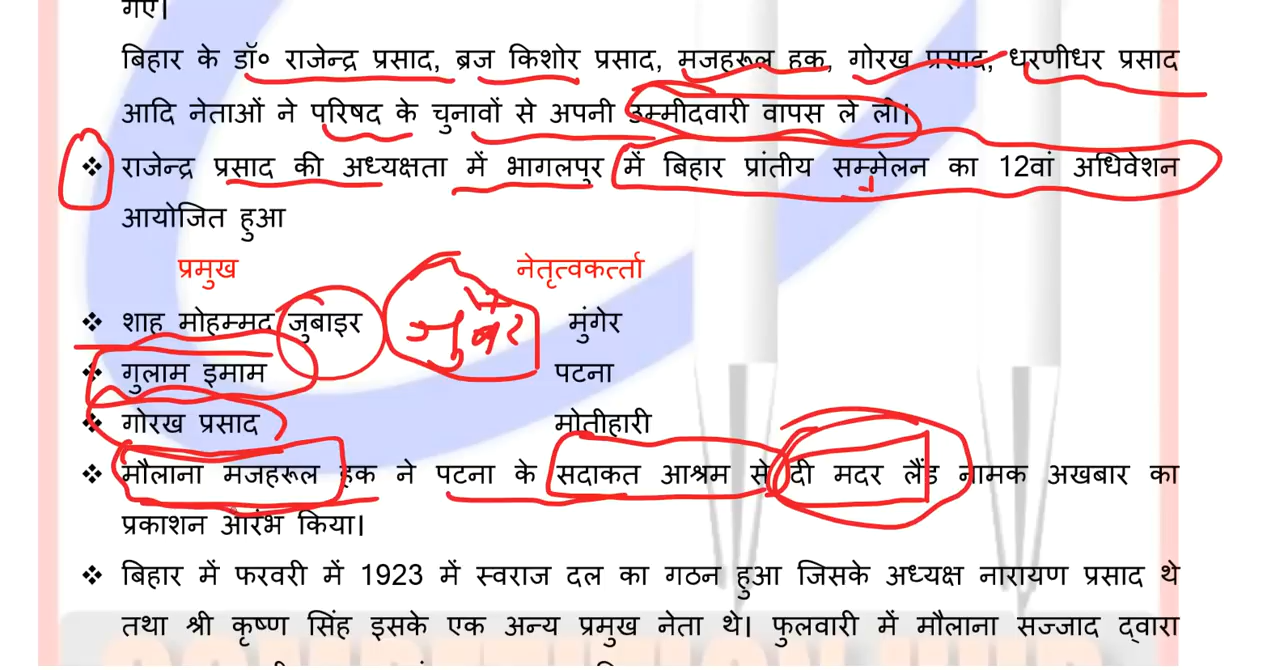 गए।
बिहार के डॉ० राजेन्द्र प्रसाद, ब्रज किशोर प्रसाद, मजहरूल हक, गोरख प्रसाद, धरणीधर प्रसाद
आदि नेताओं ने परिषद के चुनावों से अपनी उम्मीदवारी वापस ले ली।
❖ राजेन्द्र प्रसाद की अध्यक्षता में भागलपुर में बिहार प्रांतीय सम्मेलन का 12वां अधिवेशन
आयोजित हुआ
प्रमुख नेतृत्वकर्त्ता
❖ शाह मोहम्मद जुबाइर मुंगेर
❖ गुलाम इमाम पटना
❖ गोरख प्रसाद मोतीहारी
❖ मौलाना मजहरूल हक ने पटना के सदाकत आश्रम से दी मदर लैंड नामक अखबार का
प्रकाशन आरंभ किया।
❖ बिहार में फरवरी में 1923 में स्वराज दल का गठन हुआ जिसके अध्यक्ष नारायण प्रसाद थे
तथा श्री कृष्ण सिंह इसके एक अन्य प्रमुख नेता थे। फुलवारी में मौलाना सज्जाद द्वारा